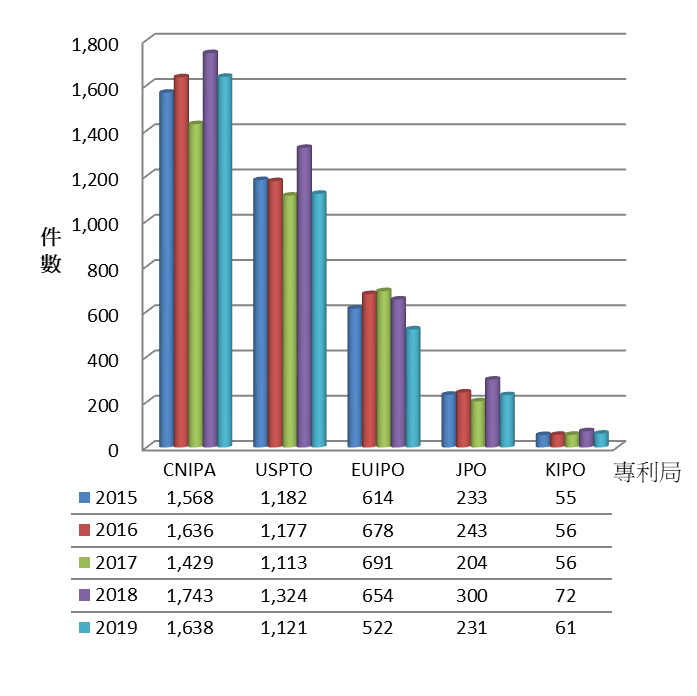 1,800
1,600
1,400
1,200
1,000
800
600
400
200
0
件數
CNIPA USPTO EUIPO JPO KIPO 專利局
2015 1,568 1,182 614 233 55
2016 1,636 1,177 678 243 56
2017 1,429 1,113 691 204 56
2018 1,743 1,324 654 300 72
2019 1,638 1,121 522 231 61